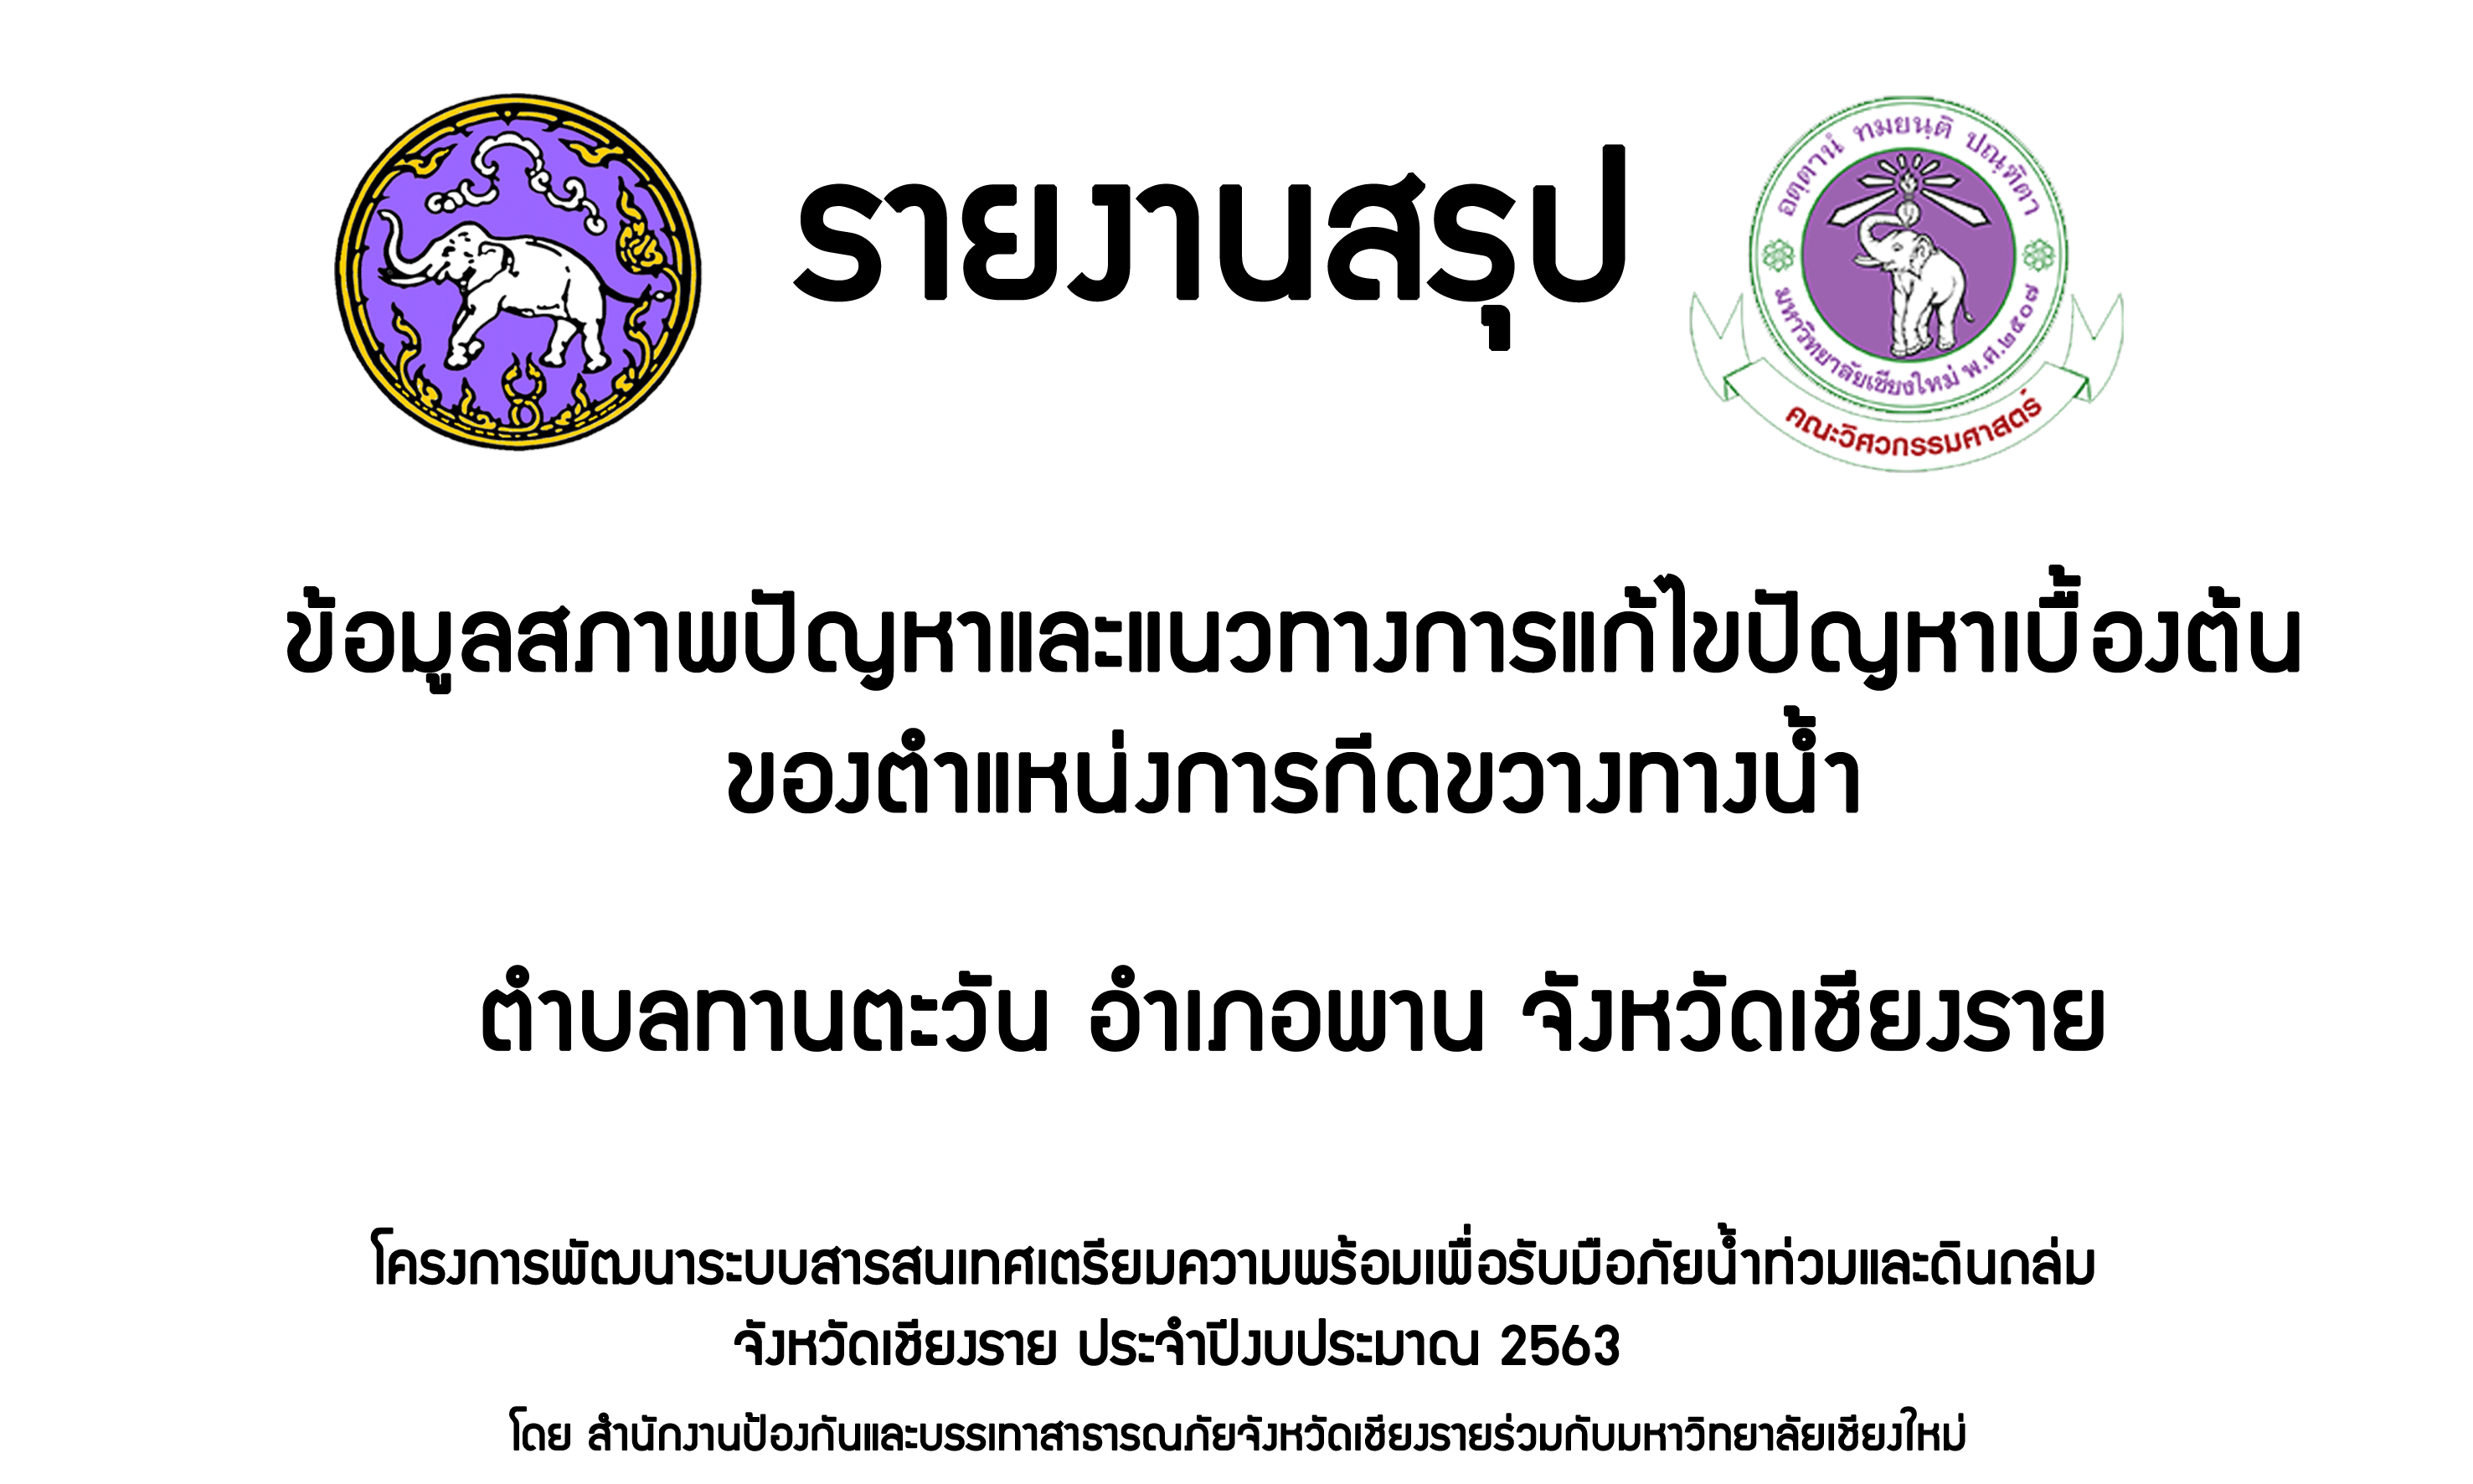 รายงานสรุป
อตฺตานํ ทมยนฺติ ปณฺฑิตา
มหาวิทยาลัยเชียงใหม่ พ.ศ.๒๕๐๗
คณะวิศวกรรมศาสตร์
ข้อมูลสภาพปัญหาและแนวทางการแก้ไขปัญหาเบื้องต้น
ของตำแหน่งการกีดขวางทางน้ำ
ตำบลทานตะวัน อำเภอพาน จังหวัดเชียงราย
โครงการพัฒนาระบบสารสนเทศเตรียมความพร้อมเพื่อรับมือภัยน้ำท่วมและดินถล่ม
จังหวัดเชียงราย ประจำปีงบประมาณ 2563
โดย สำนักงานป้องกันและบรรเทาสาธารณภัยจังหวัดเชียงรายร่วมกับมหาวิทยาลัยเชียงใหม่